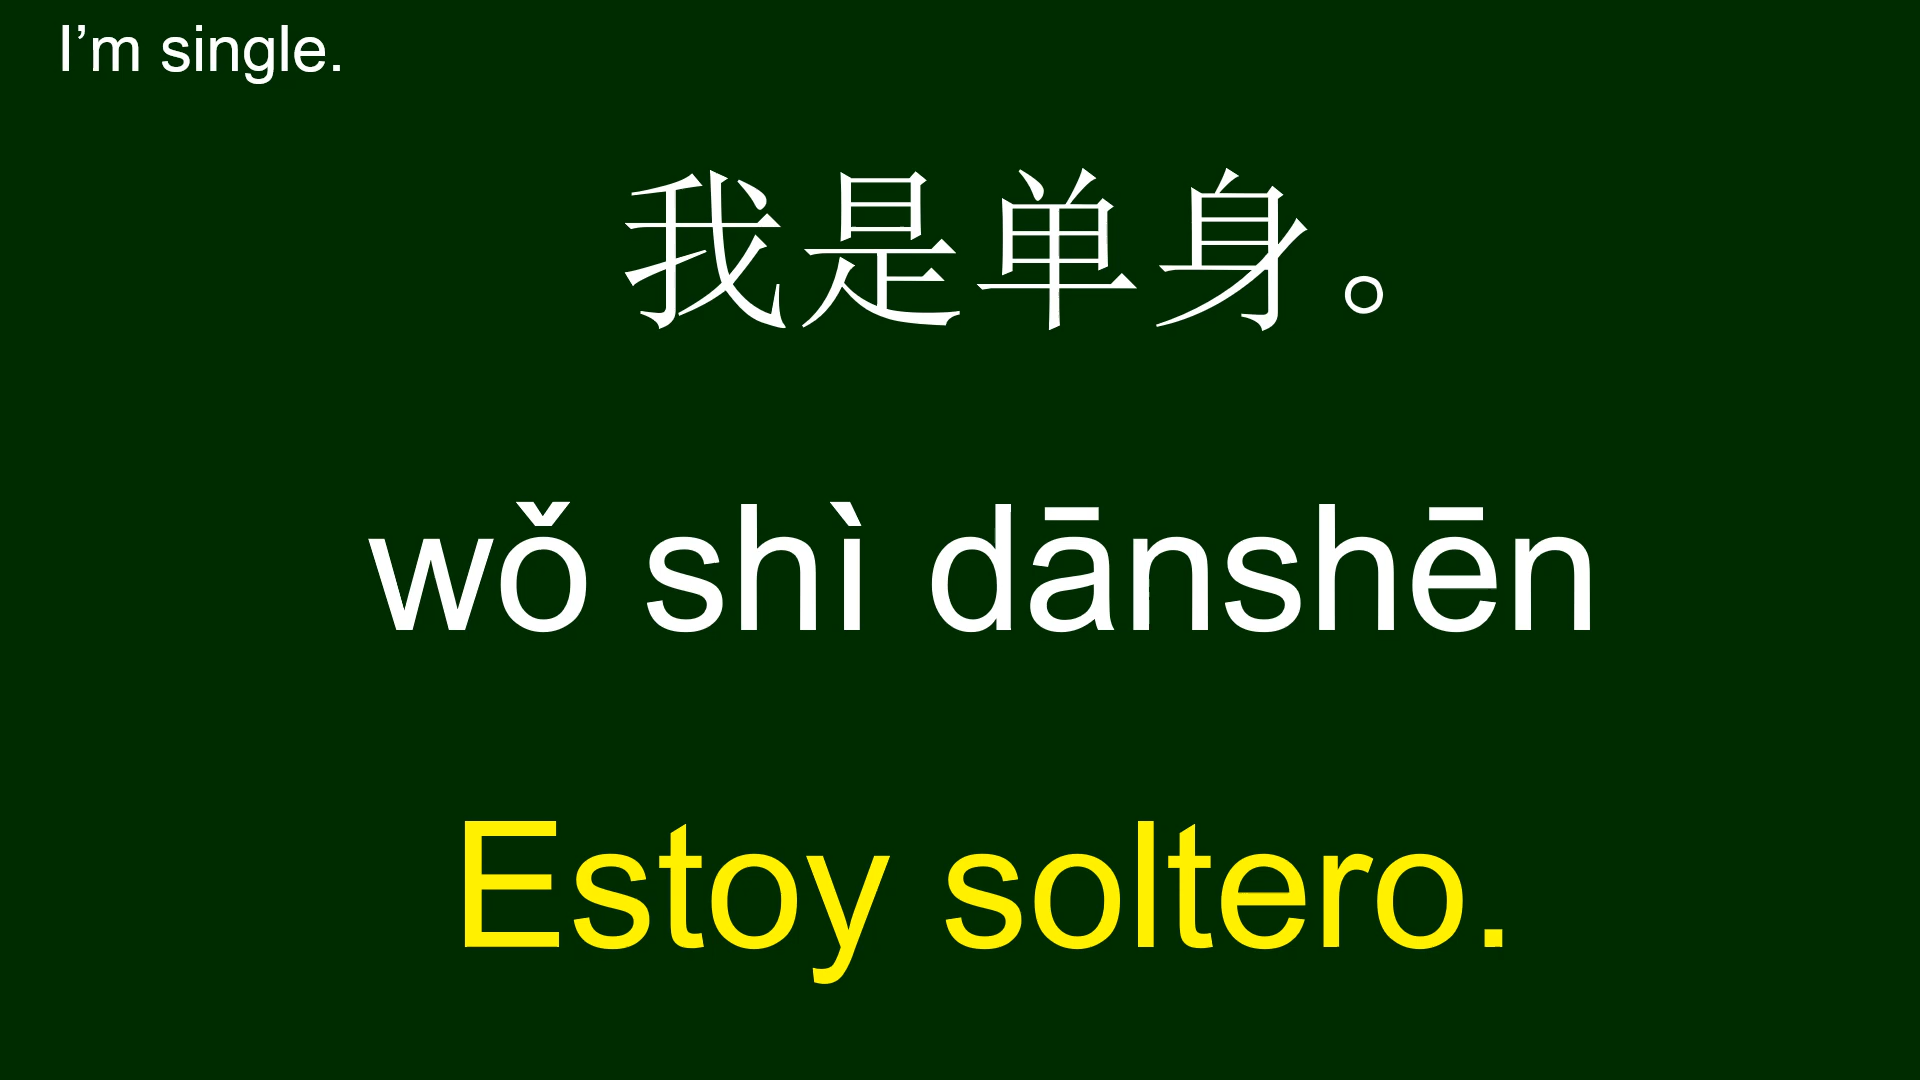 I’m single.
我是单身。
wǒ shì dānshēn
Estoy soltero.